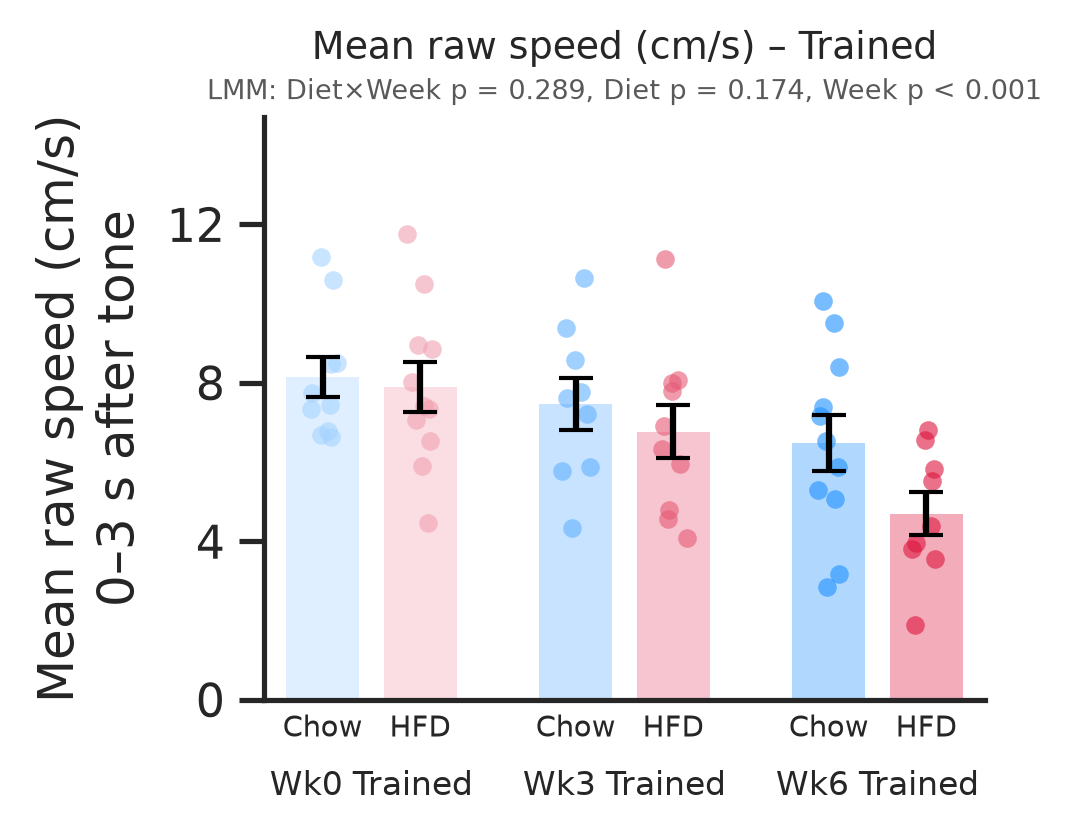 Mean raw speed (cm/s) – Trained
LMM: Diet×Week p = 0.289, Diet p = 0.174, Week p < 0.001
Mean raw speed (cm/s)
0–3 s after tone
12
8
4
0
Chow HFD Chow HFD Chow HFD
Wk0 Trained Wk3 Trained Wk6 Trained